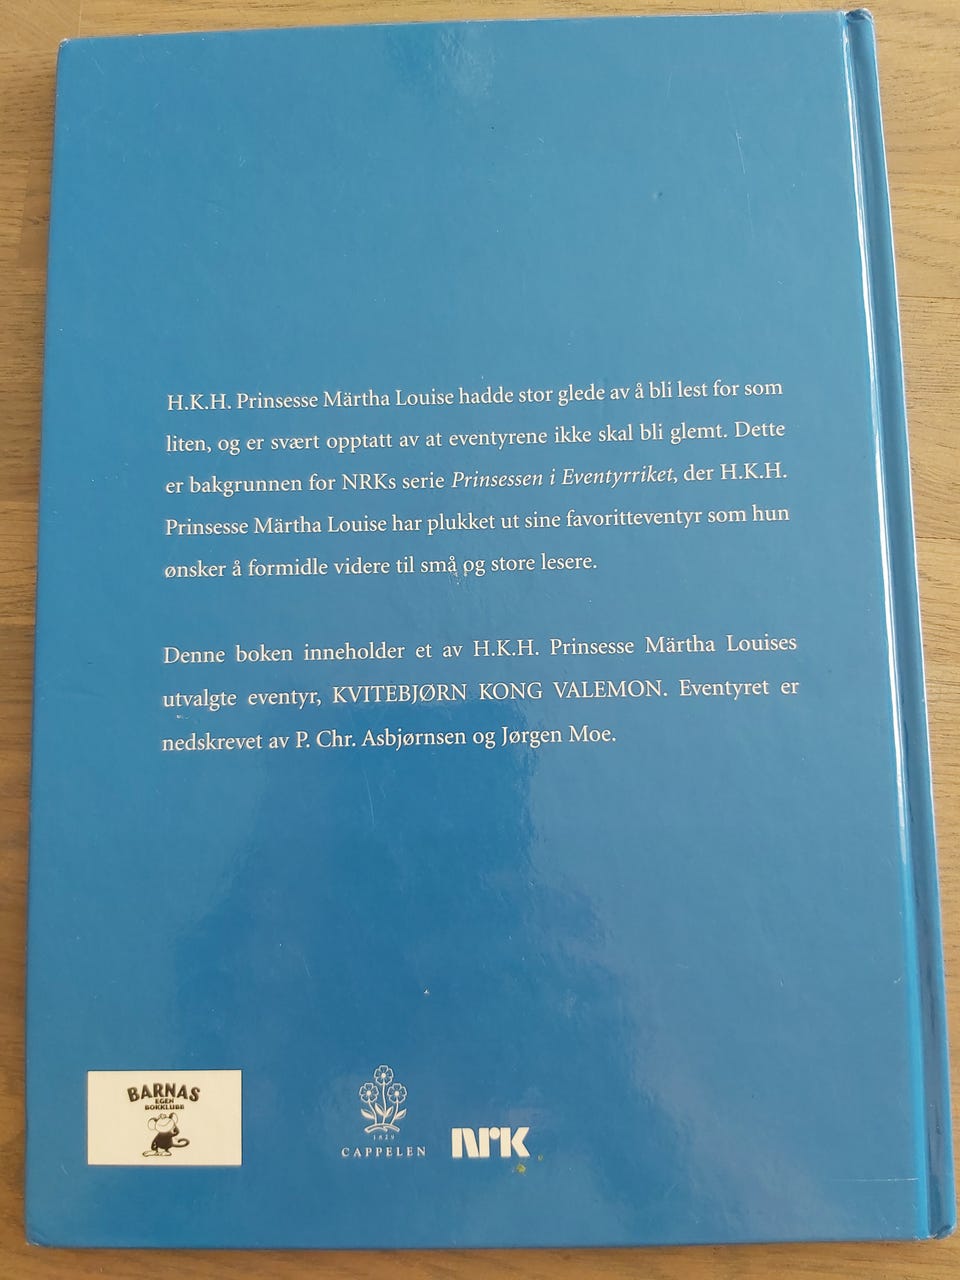 H.K.H. Prinsesse Märtha Louise hadde stor glede av å bli lest for som
liten, og er svært opptatt av at eventyrene ikke skal bli glemt. Dette
er bakgrunnen for NRKs serie Prinsessen i Eventyrriket, der H.K.H.
Prinsesse Märtha Louise har plukket ut sine favoritteventyr som hun
ønsker å formidle videre til små og store lesere.
Denne boken inneholder et av H.K.H. Prinsesse Märtha Louises
utvalgte eventyr, KVITEBJØRN KONG VALEMON. Eventyret er
nedskrevet av P. Chr. Asbjørnsen og Jørgen Moe.
BARNAS
EGEN
BOKKLUBB
1829
CAPPELEN
NRK